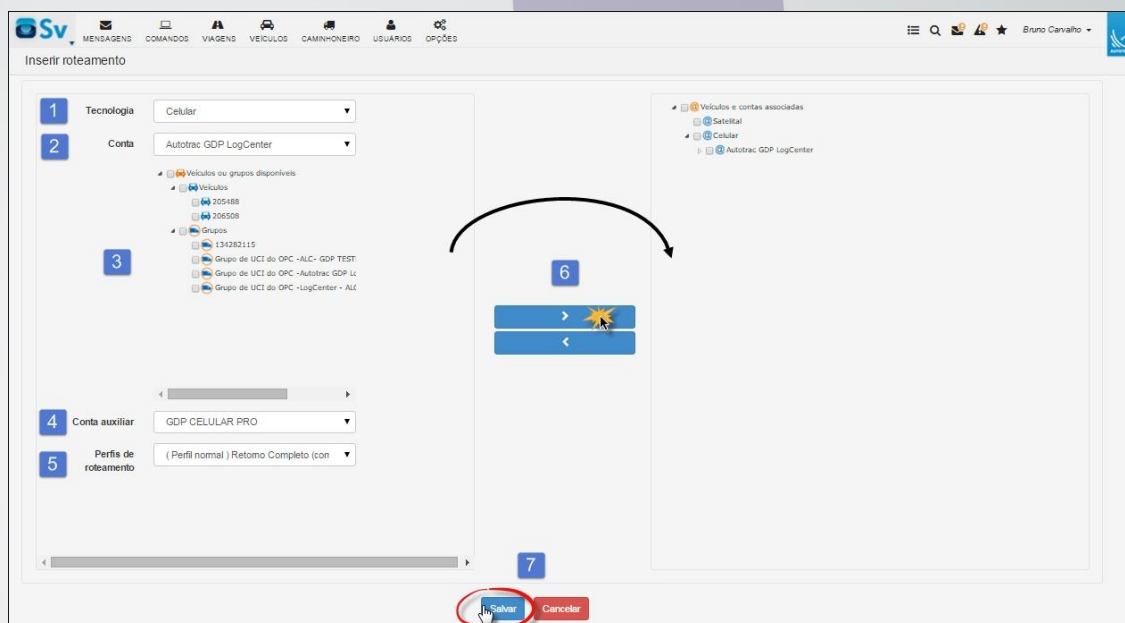 Sv
MENSAGENS COMANDOS VIAGENS VEÍCULOS CAMINHONEIRO USUÁRIOS OPÇÕES
Bruno Carvalho
Inserir roteamento
1 Tecnologia Celular
2 Conta Autotrac GDP LogCenter
Veículos ou grupos disponíveis
Veículos
205488
206508
Grupos
134282115
3
Grupo de UCI do OPC -ALC- GDP TEST
Grupo de UCI do OPC -Autotrac GDP Lo
Grupo de UCI do OPC -LogCenter - ALC
4 Conta auxiliar GDP CELULAR PRO
5 Perfis de roteamento ( Perfil normal ) Retorno Completo (con
6
Veículos e contas associadas
Satelital
Celular
Autotrac GDP LogCenter
7
Salvar Cancelar